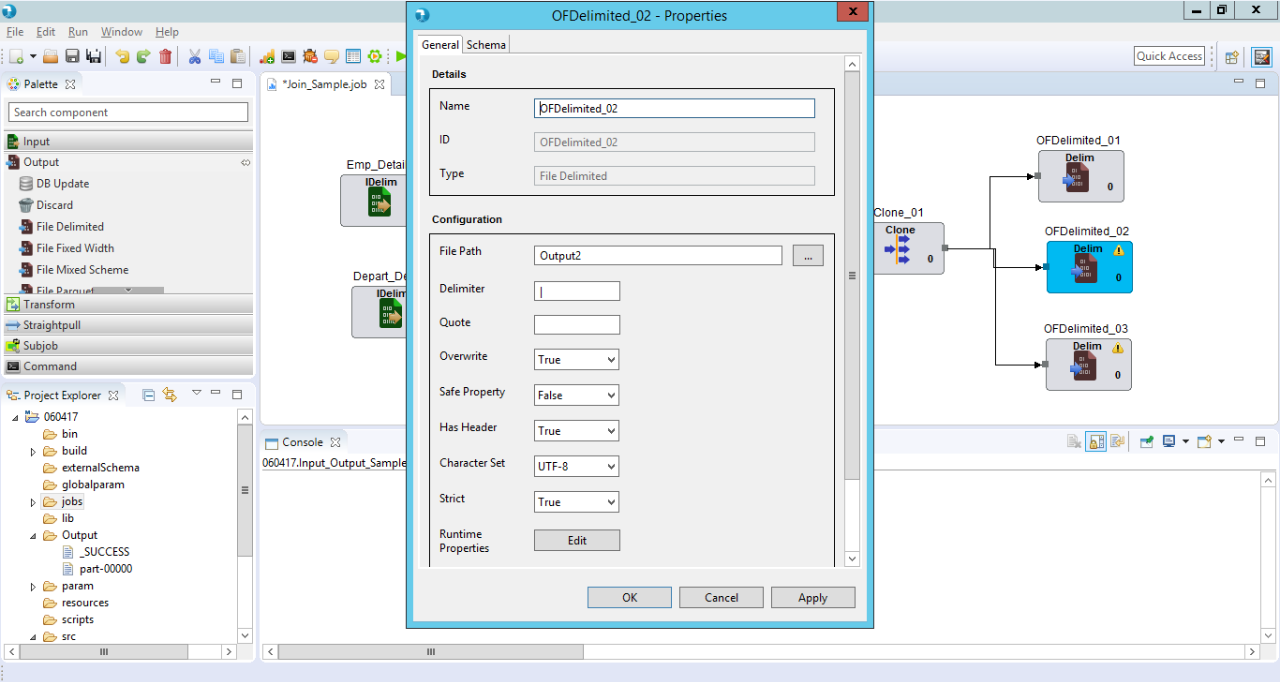 OFDelimited_02 - Properties
x
File Edit Run Window Help
Quick Access
Palette
Search component
Input
Output
DB Update
Discard
File Delimited
File Fixed Width
File Mixed Scheme
File Parquet
Transform
Straightpull
Subjob
Command
Project Explorer
060417
bin
build
externalSchema
globalparam
jobs
lib
Output
_SUCCESS
part-00000
param
resources
scripts
src
*Join_Sample.job
Emp_Detai
IDelim
Depart_De
IDelim
General Schema
Details
Name OFDelimited_02
ID OFDelimited_02
Type File Delimited
Configuration
File Path Output2 ...
Delimiter |
Quote
Overwrite True
Safe Property False
Has Header True
Character Set UTF-8
Strict True
Runtime
Properties
Edit
OK Cancel Apply
Clone_01
Clone
0
OFDelimited_01
Delim
0
OFDelimited_02
Delim
0
OFDelimited_03
Delim
0
Console
060417.Input_Output_Sample